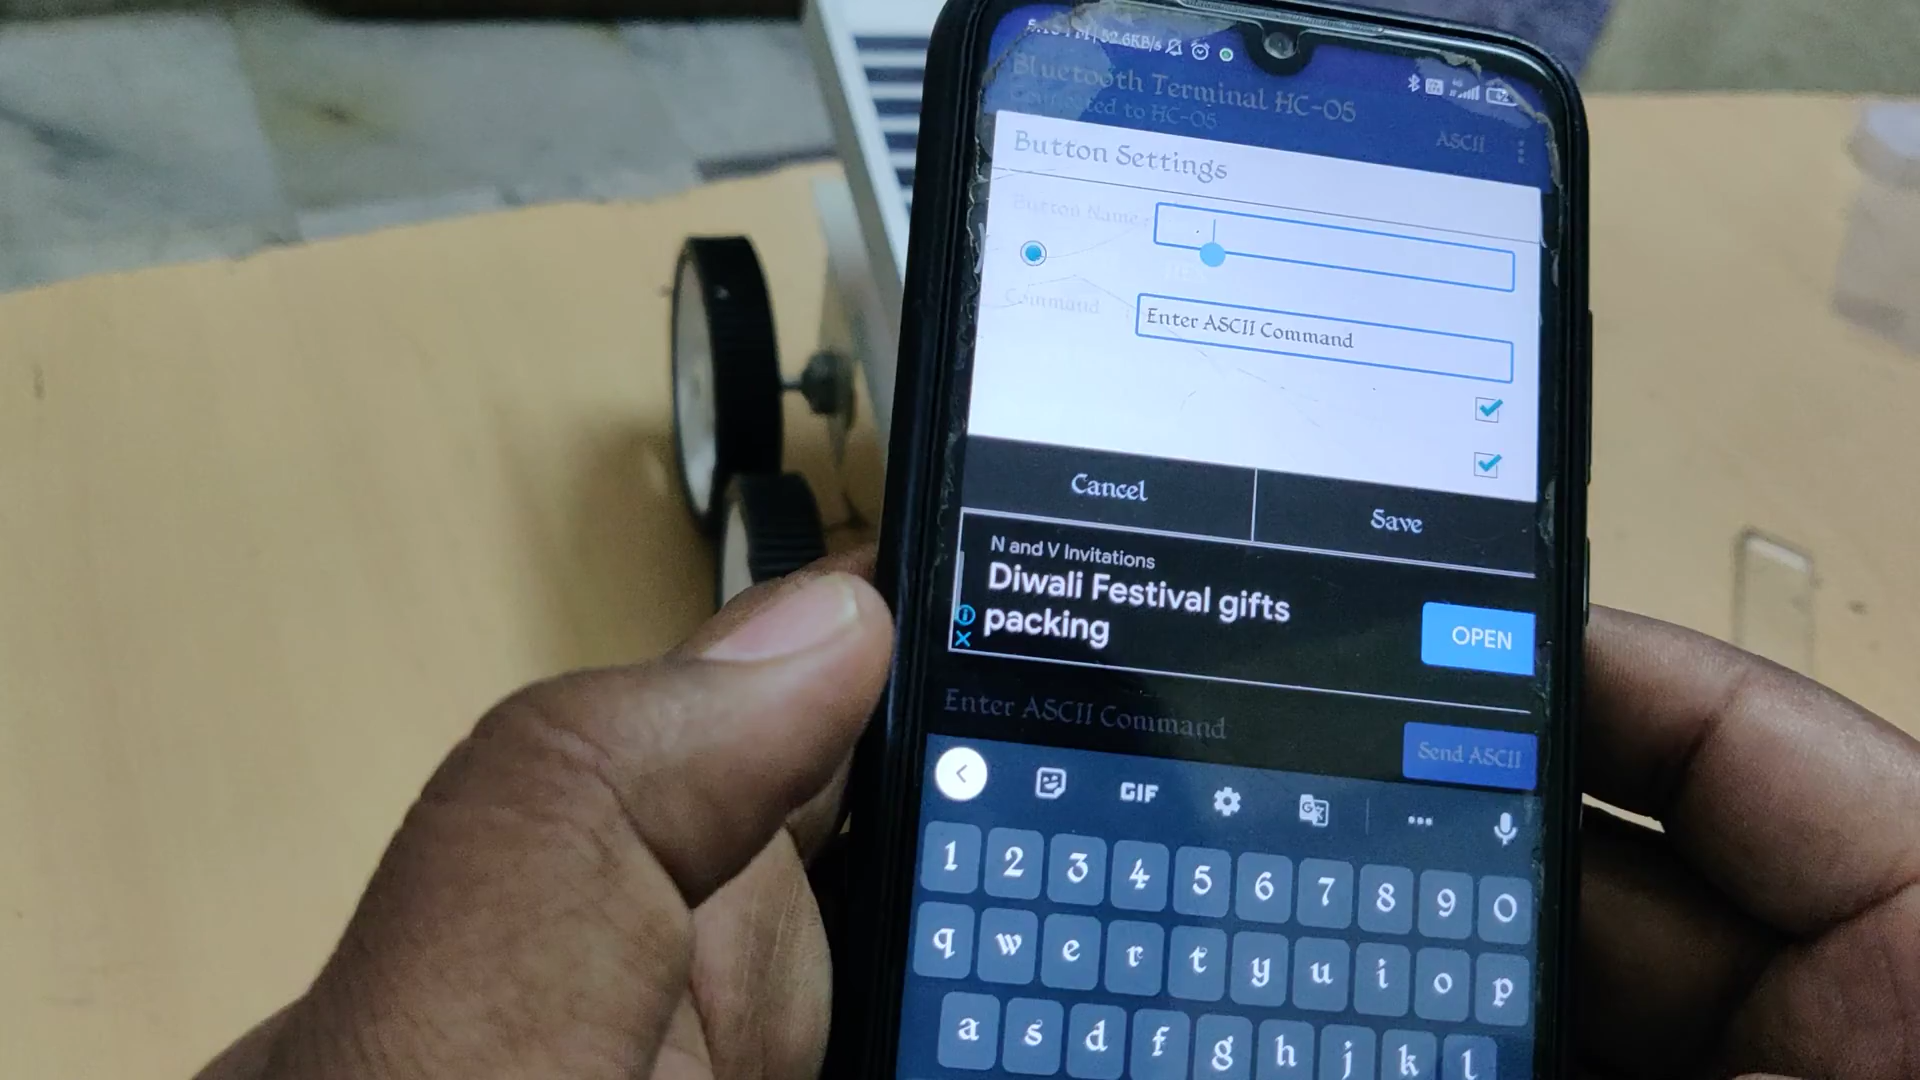 52.6KB/s
Bluetooth Terminal HC-05
Connected to HC-05
ASCII
Button Settings
Button Name
Command
Enter ASCII Command
Cancel
Save
N and V Invitations
Diwali Festival gifts
packing
OPEN
Enter ASCII Command
Send ASCII
GIF
1 2 3 4 5 6 7 8 9 0
q w e r t y u i o p
a s d f g h j k l